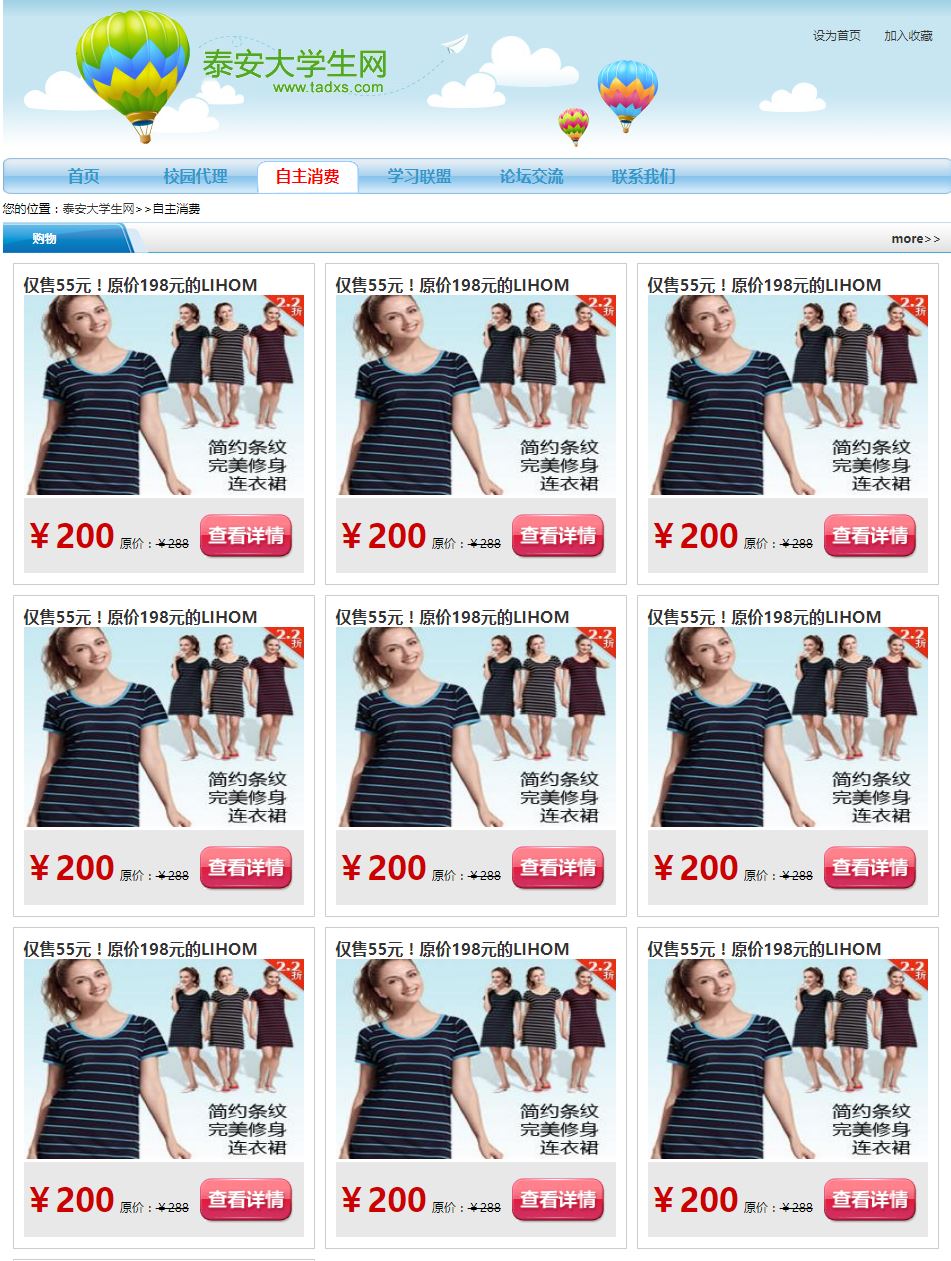 设为首页 加入收藏
泰安大学生网
www.tadxs.com
首页 校园代理 自主消费 学习联盟 论坛交流 联系我们
您的位置：泰安大学生网>>自主消费
购物 more>>
仅售55元！原价198元的LIHOM
2.2
折
简约条纹
完美修身
连衣裙
￥200 原价：￥288 查看详情
仅售55元！原价198元的LIHOM
2.2
折
简约条纹
完美修身
连衣裙
￥200 原价：￥288 查看详情
仅售55元！原价198元的LIHOM
2.2
折
简约条纹
完美修身
连衣裙
￥200 原价：￥288 查看详情
仅售55元！原价198元的LIHOM
2.2
折
简约条纹
完美修身
连衣裙
￥200 原价：￥288 查看详情
仅售55元！原价198元的LIHOM
2.2
折
简约条纹
完美修身
连衣裙
￥200 原价：￥288 查看详情
仅售55元！原价198元的LIHOM
2.2
折
简约条纹
完美修身
连衣裙
￥200 原价：￥288 查看详情
仅售55元！原价198元的LIHOM
2.2
折
简约条纹
完美修身
连衣裙
￥200 原价：￥288 查看详情
仅售55元！原价198元的LIHOM
2.2
折
简约条纹
完美修身
连衣裙
￥200 原价：￥288 查看详情
仅售55元！原价198元的LIHOM
2.2
折
简约条纹
完美修身
连衣裙
￥200 原价：￥288 查看详情